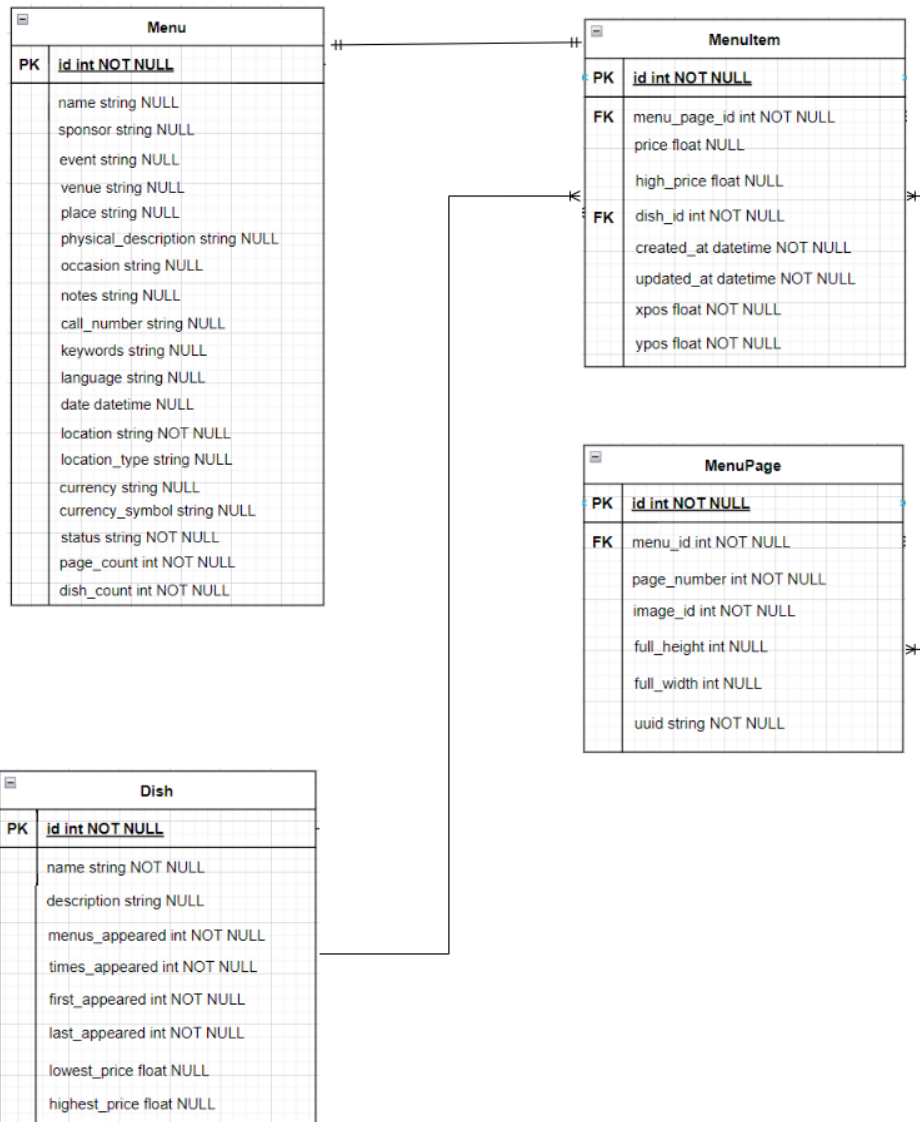 Menu
PK id int NOT NULL
name string NULL
sponsor string NULL
event string NULL
venue string NULL
place string NULL
physical_description string NULL
occasion string NULL
notes string NULL
call_number string NULL
keywords string NULL
language string NULL
date datetime NULL
location string NOT NULL
location_type string NULL
currency string NULL
currency_symbol string NULL
status string NOT NULL
page_count int NOT NULL
dish_count int NOT NULL
MenuItem
PK id int NOT NULL
FK menu_page_id int NOT NULL
price float NULL
high_price float NULL
FK dish_id int NOT NULL
created_at datetime NOT NULL
updated_at datetime NOT NULL
xpos float NOT NULL
ypos float NOT NULL
MenuPage
PK id int NOT NULL
FK menu_id int NOT NULL
page_number int NOT NULL
image_id int NOT NULL
full_height int NULL
full_width int NULL
uuid string NOT NULL
Dish
PK id int NOT NULL
name string NOT NULL
description string NULL
menus_appeared int NOT NULL
times_appeared int NOT NULL
first_appeared int NOT NULL
last_appeared int NOT NULL
lowest_price float NULL
highest_price float NULL